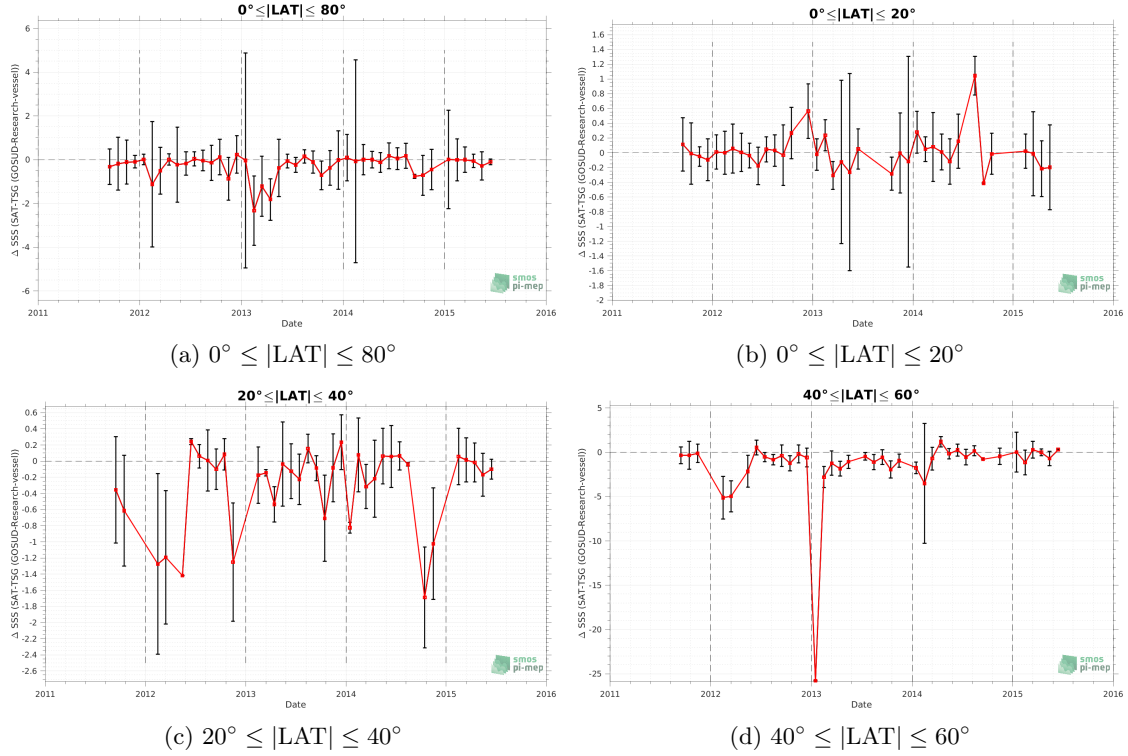 0°≤|LAT|≤ 80°
Δ SSS (SAT-TSG (GOSUD-Research-vessel))
6
4
2
0
-2
-4
-6
2011 2012 2013 2014 2015 2016
Date
smos
pi-mep
(a) 0° ≤ |LAT| ≤ 80°
0°≤|LAT|≤ 20°
Δ SSS (SAT-TSG (GOSUD-Research-vessel))
1.6
1.4
1.2
1
0.8
0.6
0.4
0.2
0
-0.2
-0.4
-0.6
-0.8
-1
-1.2
-1.4
-1.6
-1.8
-2
2011 2012 2013 2014 2015 2016
Date
smos
pi-mep
(b) 0° ≤ |LAT| ≤ 20°
20°≤|LAT|≤ 40°
Δ SSS (SAT-TSG (GOSUD-Research-vessel))
0.6
0.4
0.2
0
-0.2
-0.4
-0.6
-0.8
-1
-1.2
-1.4
-1.6
-1.8
-2
-2.2
-2.4
-2.6
2011 2012 2013 2014 2015 2016
Date
smos
pi-mep
(c) 20° ≤ |LAT| ≤ 40°
40°≤|LAT|≤ 60°
Δ SSS (SAT-TSG (GOSUD-Research-vessel))
5
0
-5
-10
-15
-20
-25
2011 2012 2013 2014 2015 2016
Date
smos
pi-mep
(d) 40° ≤ |LAT| ≤ 60°